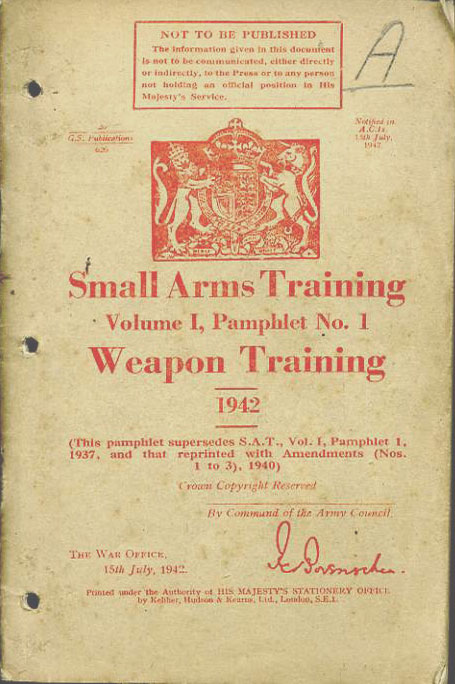 NOT TO BE PUBLISHED
The information given in this document
is not to be communicated, either directly
or indirectly, to the Press or to any person
not holding an official position in His
Majesty's Service.
A
G.S. Publications
Notified in
A.C.Is.
15th July,
1942.
Small Arms Training
Volume I, Pamphlet No. 1
Weapon Training
1942
(This pamphlet supersedes S.A.T., Vol. I, Pamphlet 1,
1937, and that reprinted with Amendments (Nos.
1 to 3), 1940)
Crown Copyright Reserved
By Command of the Army Council,
THE WAR OFFICE,
15th July, 1942.
Printed under the Authority of HIS MAJESTY'S STATIONERY OFFICE
by Keliher, Hudson & Kearns, Ltd., London, S.E.1.